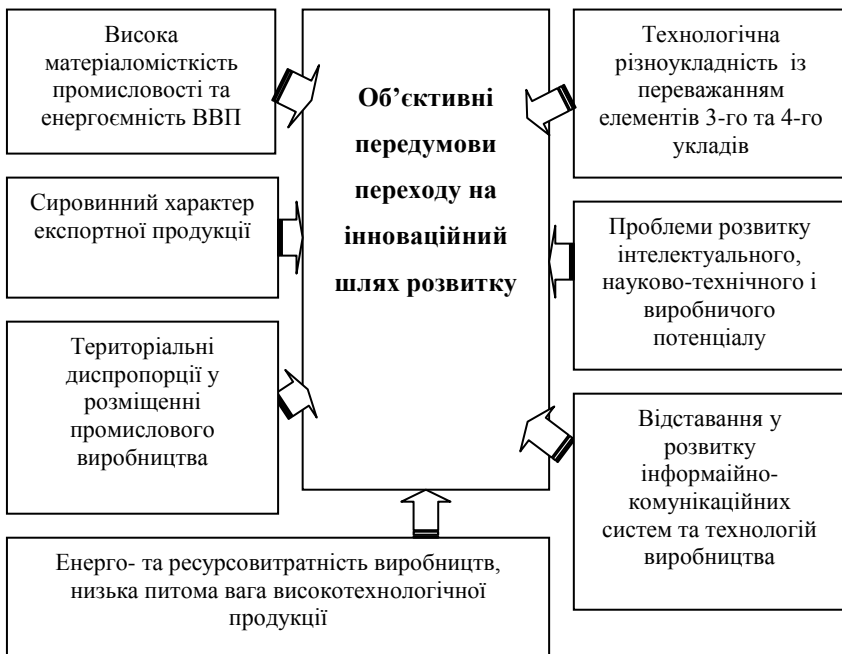 Висока
матеріаломісткість
промисловості та
енергоємність ВВП
Сировинний характер
експортної продукції
Територіальні
диспропорції у
розміщенні
промислового
виробництва
Об’єктивні
передумови
переходу на
інноваційний
шлях розвитку
Технологічна
різноукладність із
переважанням
елементів 3-го та 4-го
укладів
Проблеми розвитку
інтелектуального,
науково-технічного і
виробничого
потенціалу
Відставання у
розвитку
інформаійно-
комунікаційних
систем та технологій
виробництва
Енерго- та ресурсовитратність виробництв,
низька питома вага високотехнологічної
продукції